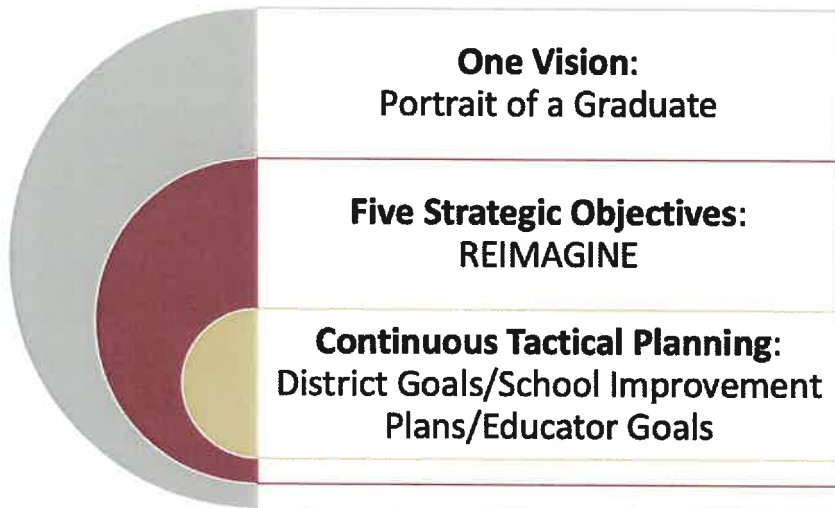 One Vision:
Portrait of a Graduate
Five Strategic Objectives:
REIMAGINE
Continuous Tactical Planning:
District Goals/School Improvement
Plans/Educator Goals